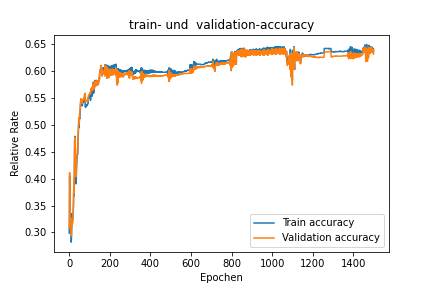 train- und validation-accuracy
0.65
0.60
0.55
0.50
0.45
0.40
0.35
0.30
Relative Rate
Train accuracy
Validation accuracy
0 200 400 600 800 1000 1200 1400
Epochen